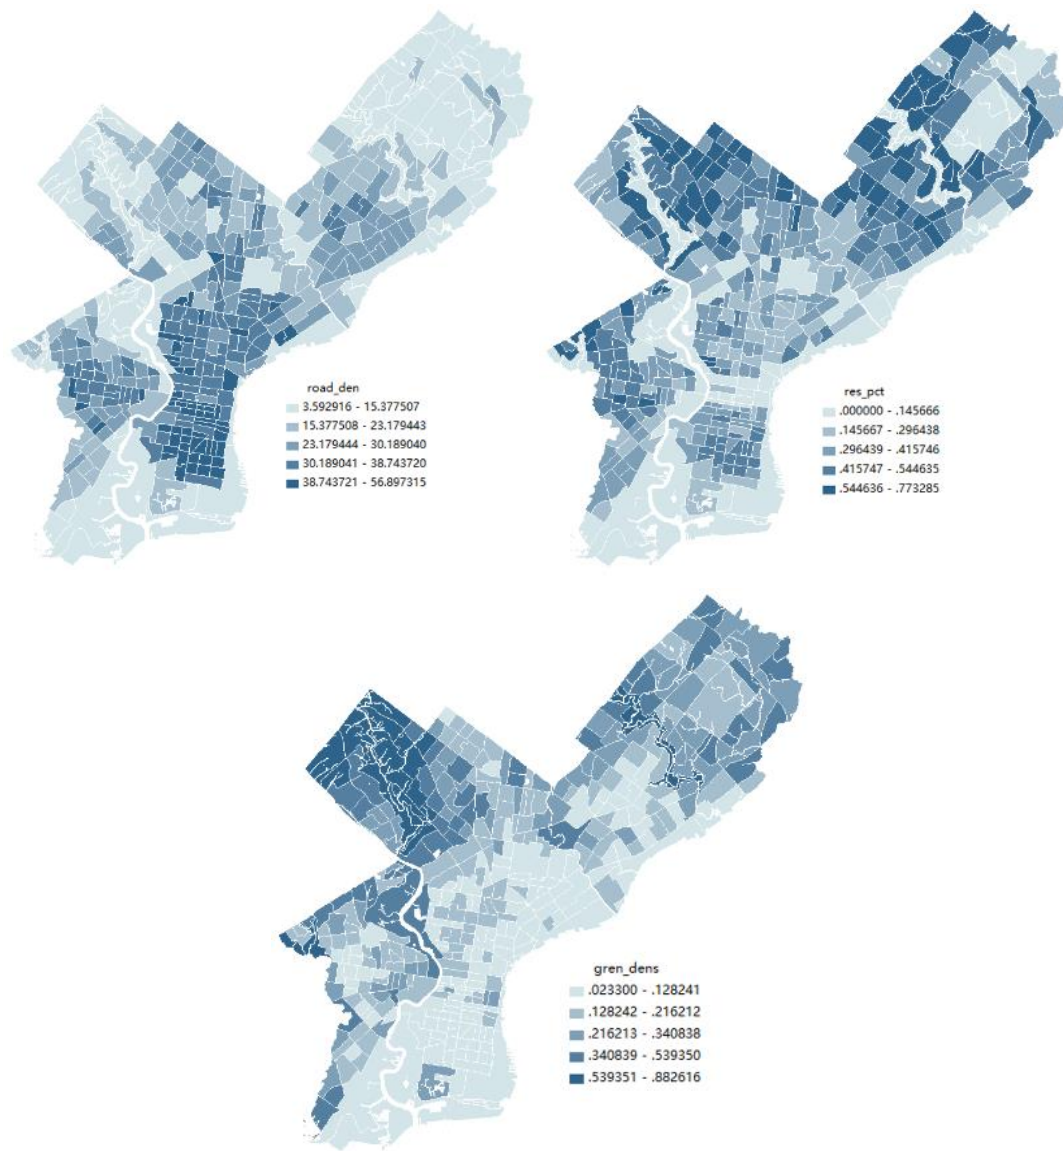 road_den
3.592916 - 15.377507
15.377508 - 23.179443
23.179444 - 30.189040
30.189041 - 38.743720
38.743721 - 56.897315
res_pct
.000000 - .145666
.145667 - .296438
.296439 - .415746
.415747 - .544635
.544636 - .773285
gren_dens
.023300 - .128241
.128242 - .216212
.216213 - .340838
.340839 - .539350
.539351 - .882616